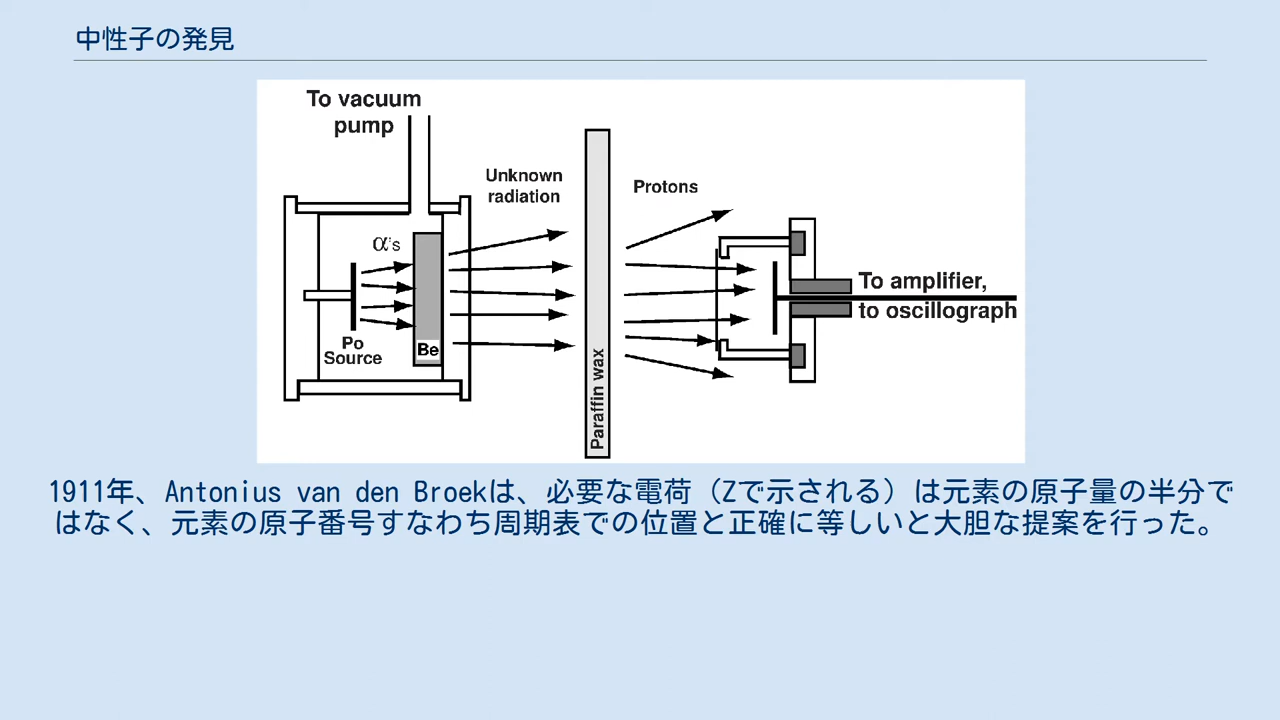 中性子の発見
To vacuum
pump
Unknown
radiation
Protons
α's
Po
Source
Be
Paraffin wax
To amplifier,
to oscillograph
1911年、Antonius van den Broekは、必要な電荷（Zで示される）は元素の原子量の半分で
はなく、元素の原子番号すなわち周期表での位置と正確に等しいと大胆な提案を行った。